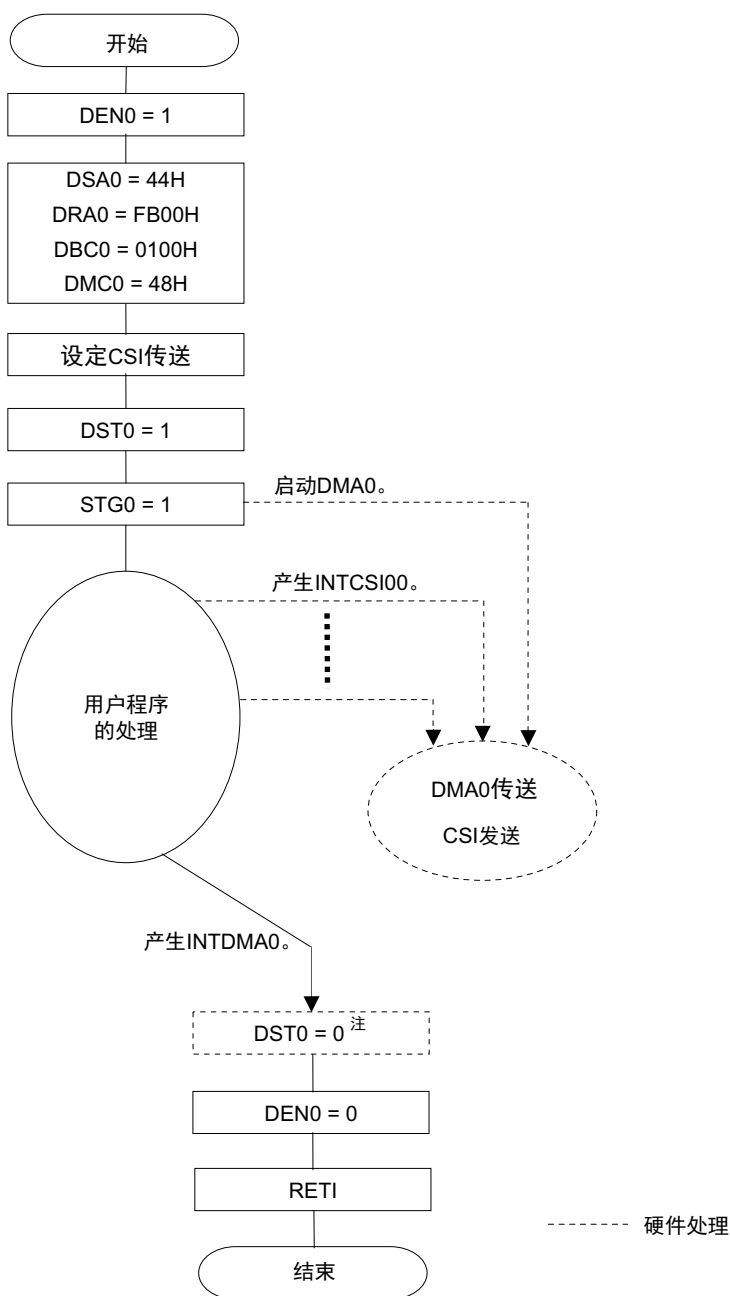 开始
DEN0 = 1
DSA0 = 44H
DRA0 = FB00H
DBC0 = 0100H
DMC0 = 48H
设定CSI传送
DST0 = 1
STG0 = 1
启动DMA0。
产生INTCSI00。
用户程序
的处理
DMA0传送
CSI发送
产生INTDMA0。
DST0 = 0 注
DEN0 = 0
RETI
硬件处理
结束